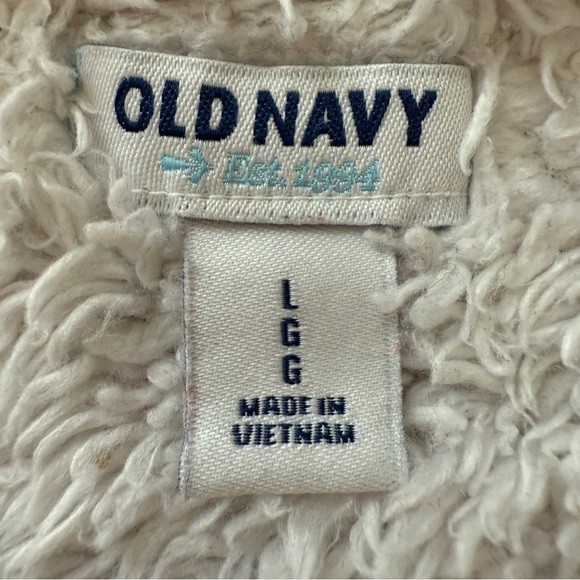 OLD NAVY
Est. 1994
L
G
G
MADE IN
VIETNAM